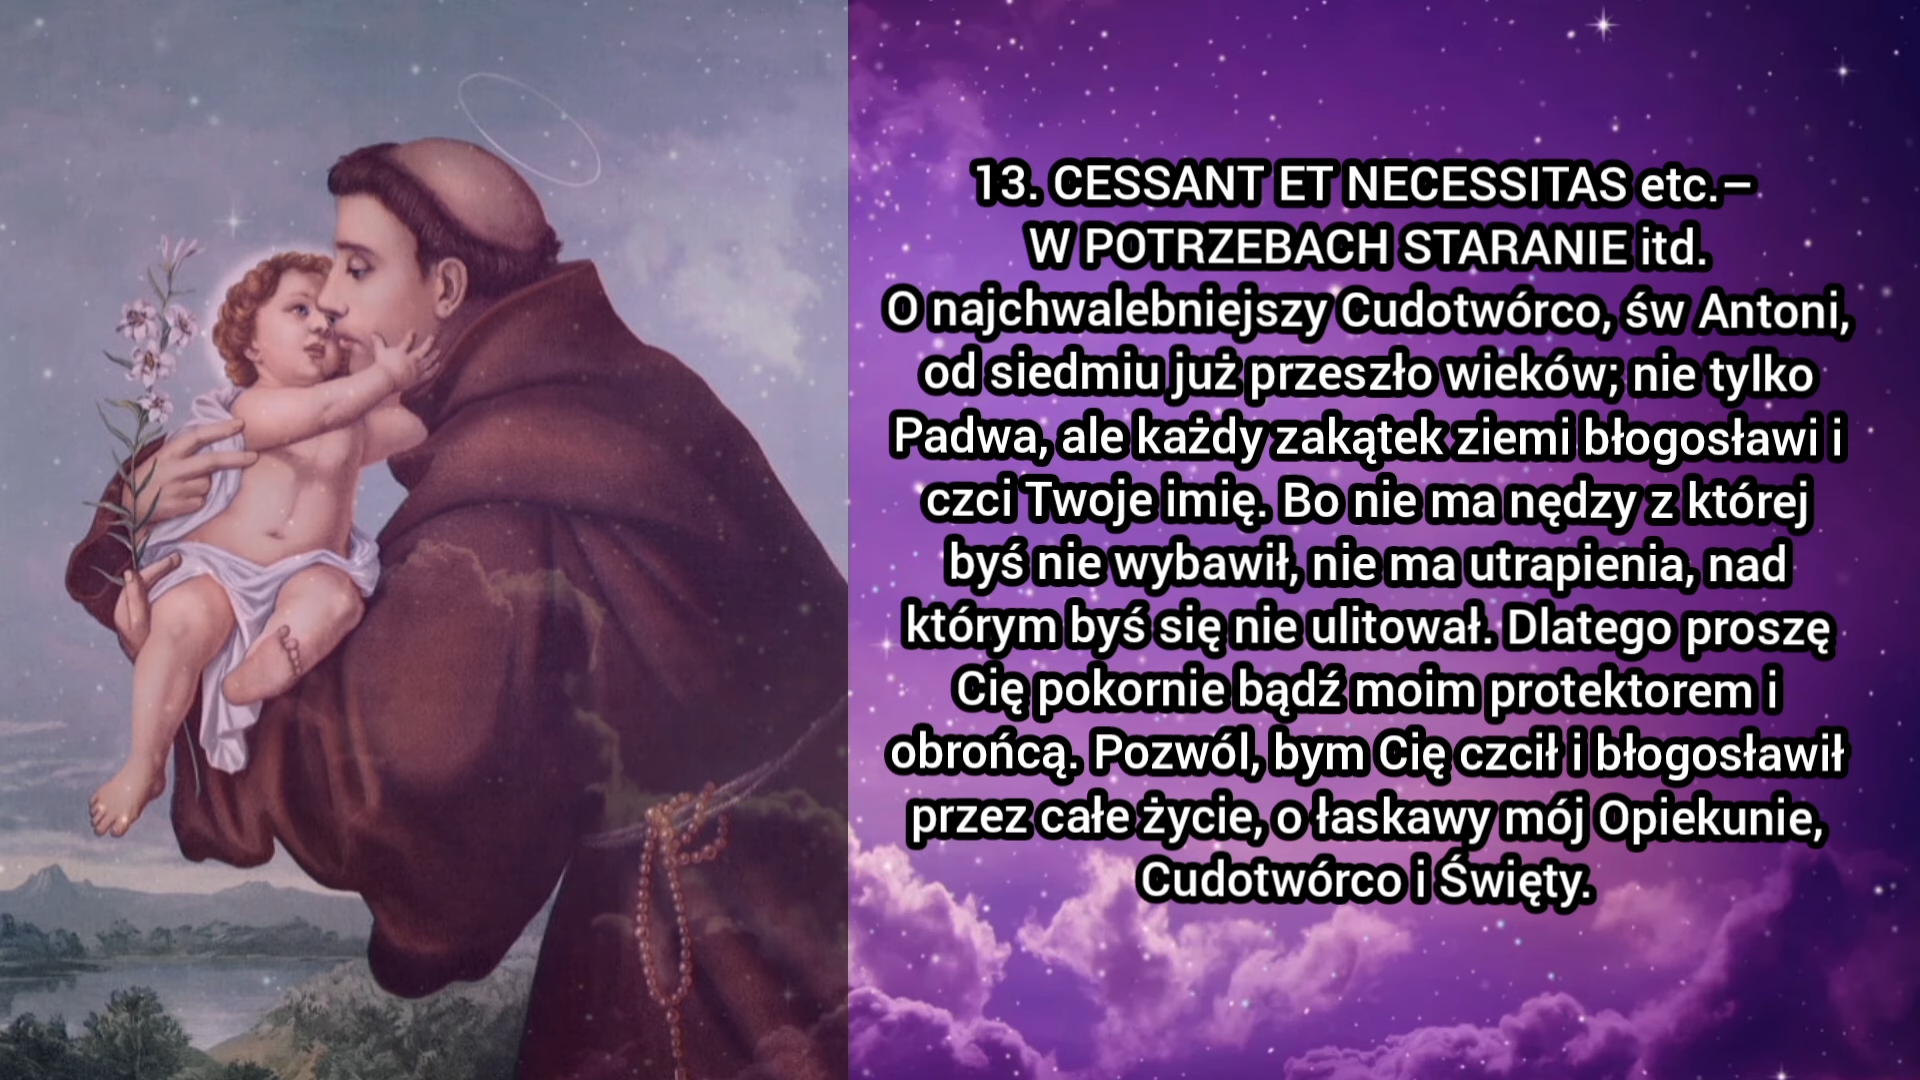 13. CESSANT ET NECESSITAS etc.–
W POTRZEBACH STARANIE itd.
O najchwalebniejszy Cudotwórco, św Antoni,
od siedmiu już przeszło wieków; nie tylko
Padwa, ale każdy zakątek ziemi błogosławi i
czci Twoje imię. Bo nie ma nędzy z której
byś nie wybawił, nie ma utrapienia, nad
którym byś się nie ulitował. Dlatego proszę
Cię pokornie bądź moim protektorem i
obrońcą. Pozwól, bym Cię czcił i błogosławił
przez całe życie, o łaskawy mój Opiekunie,
Cudotwórco i Święty.